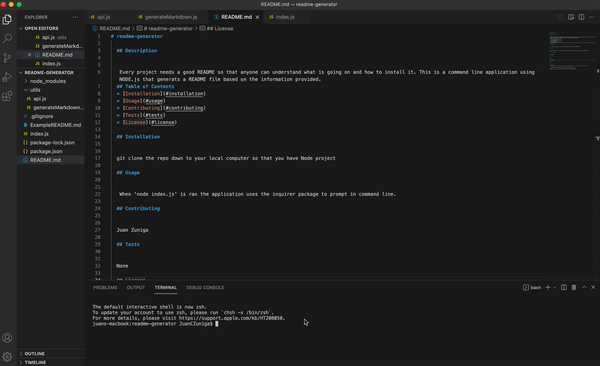 README.md — readme-generator
EXPLORER
api.js
generateMarkdown.js
README.md
index.js
README.md > # readme-generator > ## License
OPEN EDITORS
api.js utils
generateMarkd...
README.md
index.js
README-GENERATOR
node_modules
utils
api.js
generateMarkdown...
.gitignore
ExampleREADME.md
index.js
package-lock.json
package.json
README.md
OUTLINE
TIMELINE
1 # readme-generator
2
3 ## Description
4
5
6 Every project needs a good README so that anyone can understand what is going on and how to install it. This is a command line application using
NODE.js that generats a README file based on the information provided.
7 ## Table of Contents
8 * [Installation](#installation)
9 * [Usage](#usage)
10 * [Contributing](#contributing)
11 * [Tests](#tests)
12 * [License](#license)
13
14 ## Installation
15
16
17 git clone the repo down to your local computer so that you have Node project
18
19 ## Usage
20
21
22 When 'node index.js' is ran the application uses the inquirer package to prompt in command line.
23
24 ## Contributing
25
26
27 Juan Zuniga
28
29 ## Tests
30
31
32 None
33
34 ## License
PROBLEMS OUTPUT TERMINAL DEBUG CONSOLE
bash
The default interactive shell is now zsh.
To update your account to use zsh, please run `chsh -s /bin/zsh`.
For more details, please visit https://support.apple.com/kb/HT208050.
juans-macbook:readme-generator JuanCZuniga$